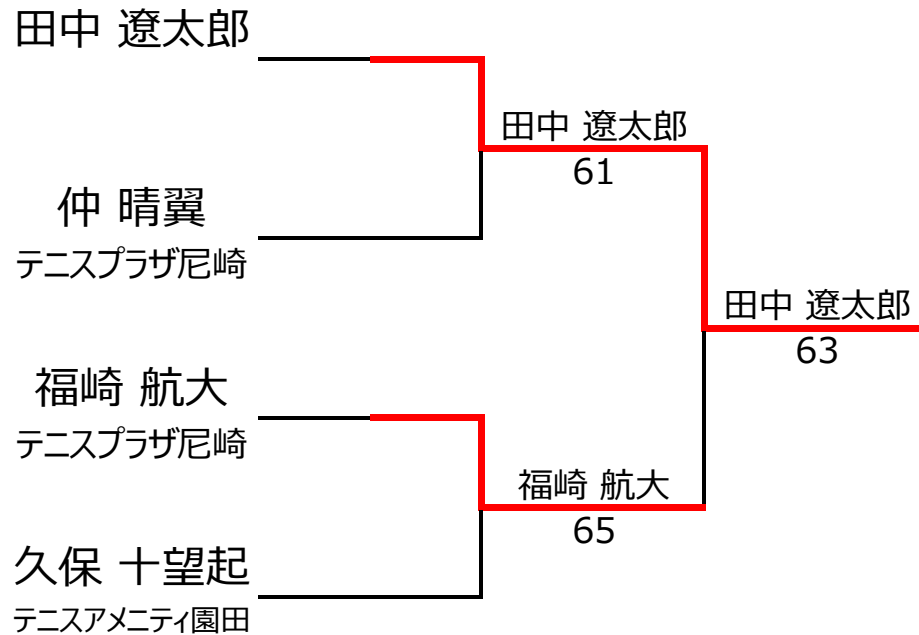 田中 遼太郎
田中 遼太郎
61
仲 晴翼
テニスプラザ尼崎
田中 遼太郎
63
福崎 航大
テニスプラザ尼崎
福崎 航大
65
久保 十望起
テニスアメニティ園田